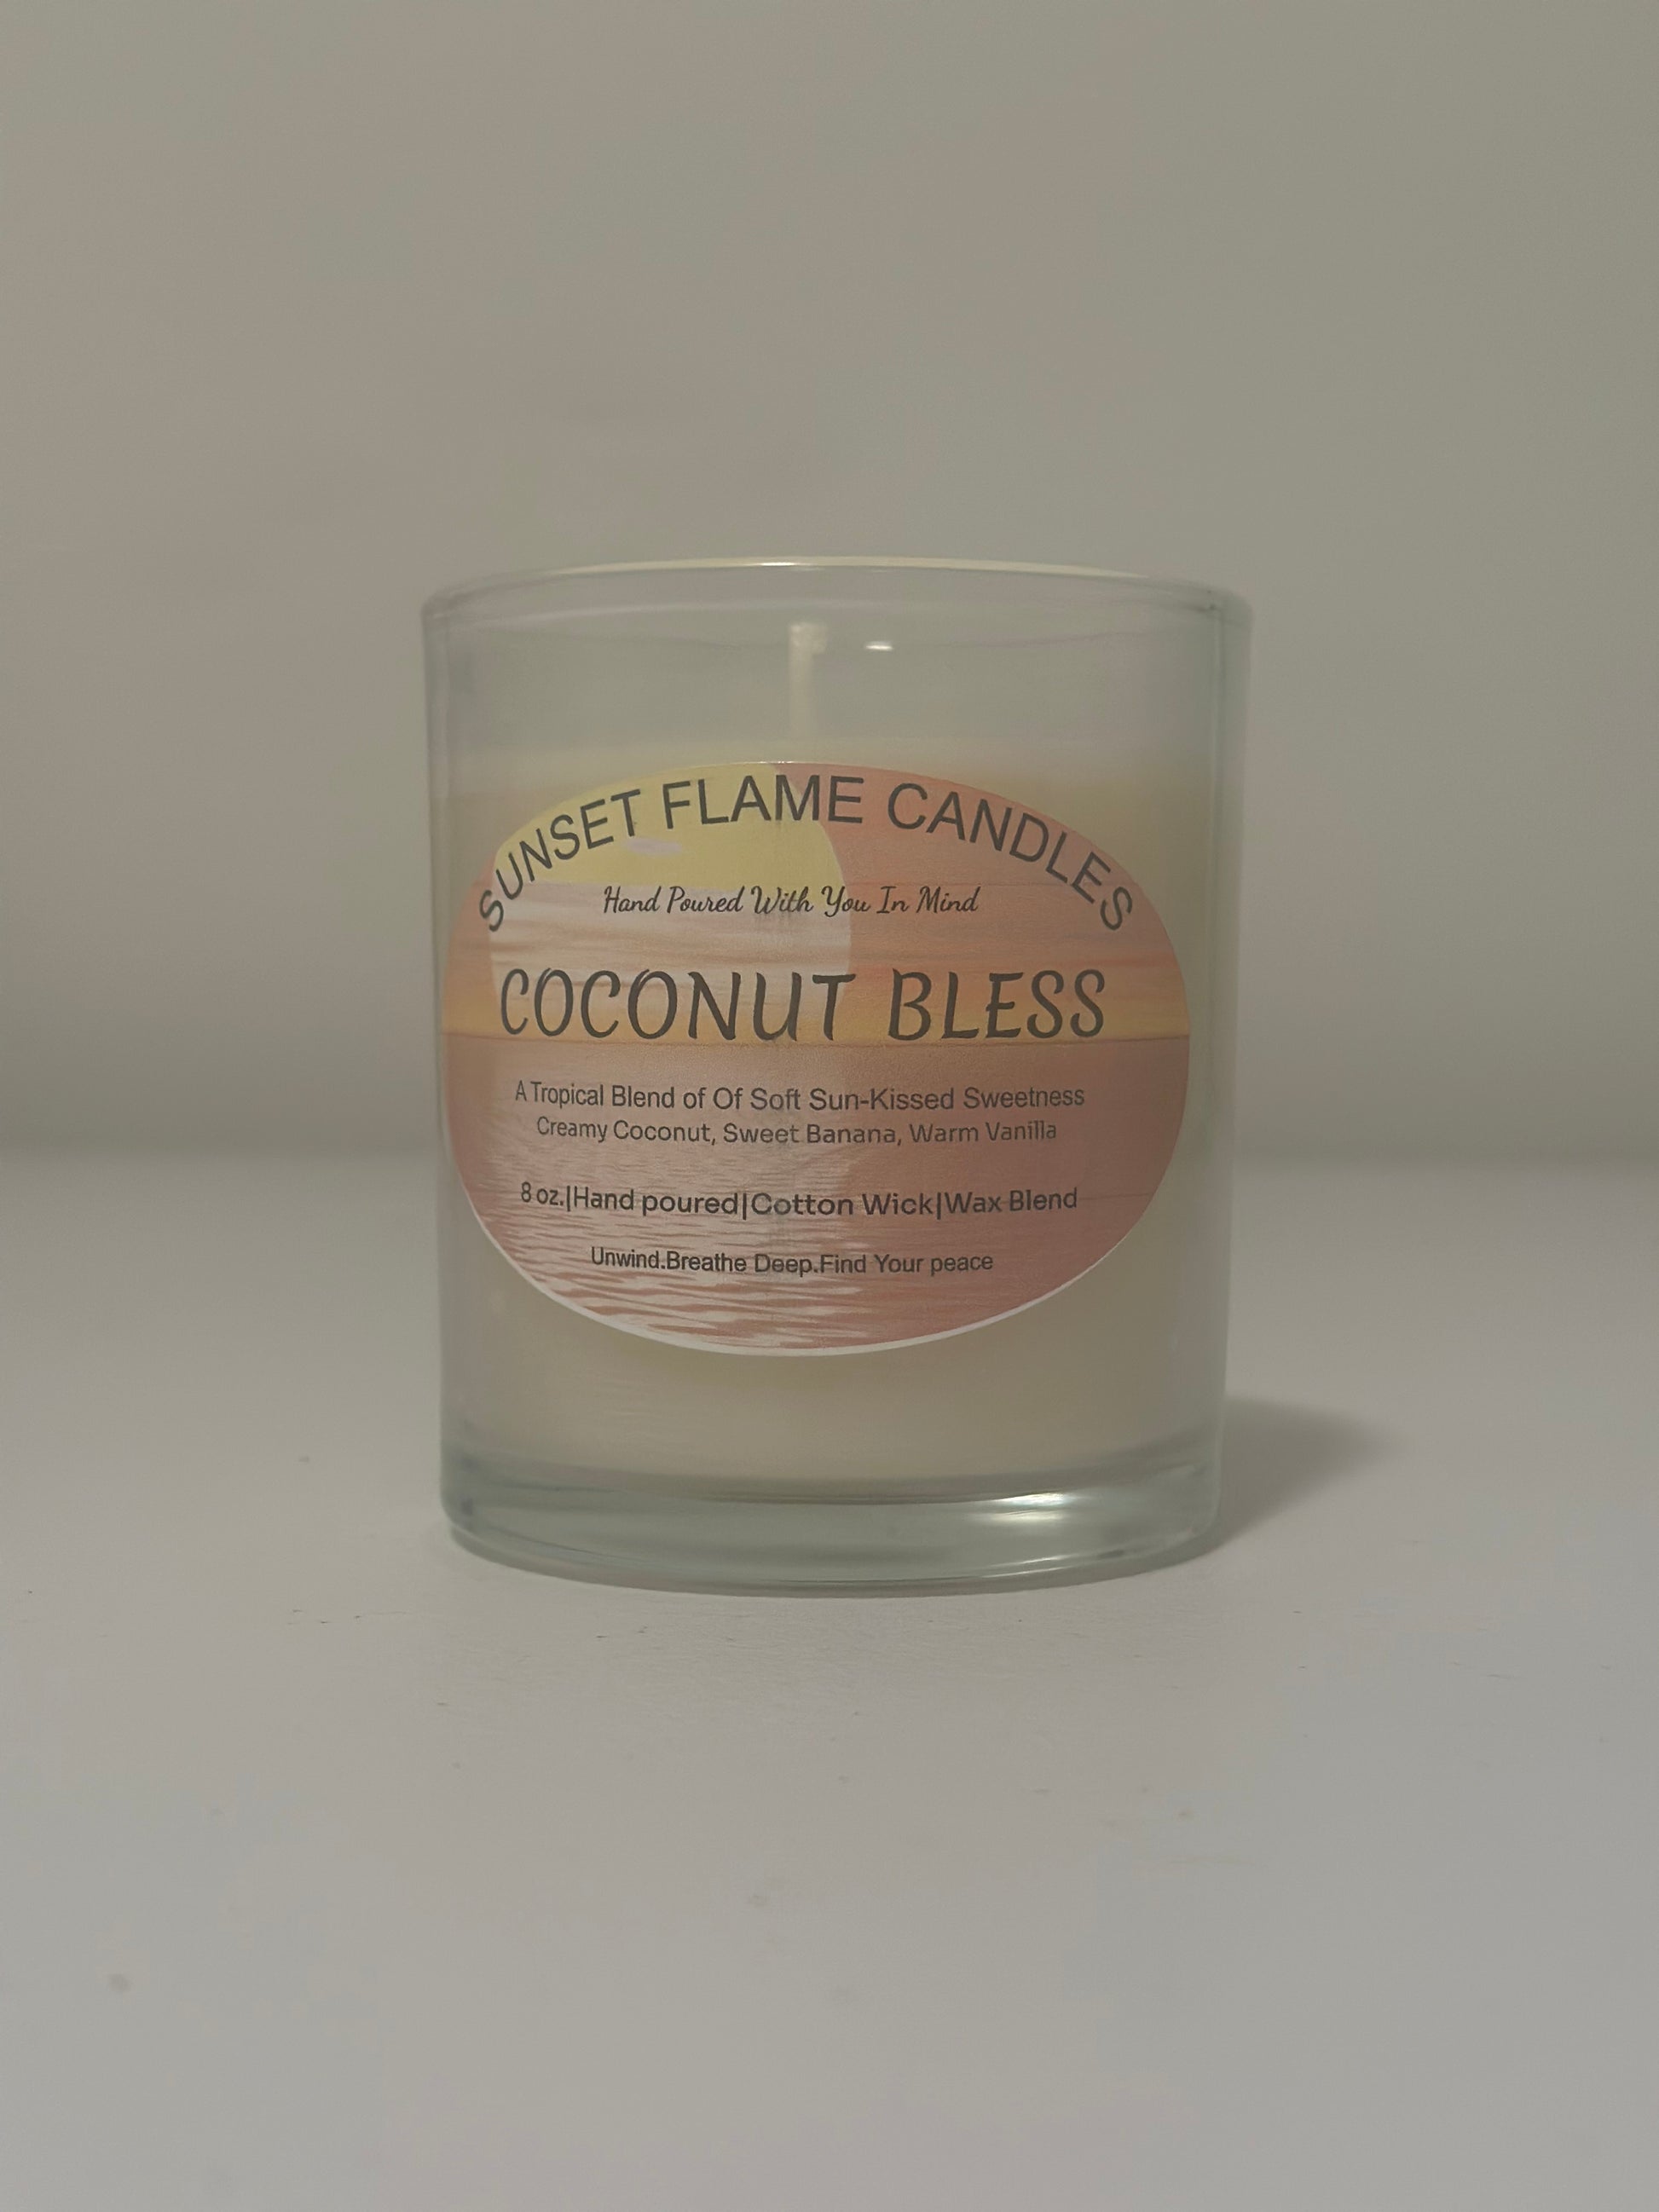 SUNSET FLAME CANDLES
Hand Poured With You In Mind
COCONUT BLESS
A Tropical Blend of Of Soft Sun-Kissed Sweetness
Creamy Coconut, Sweet Banana, Warm Vanilla
8 oz.|Hand poured|Cotton Wick|Wax Blend
Unwind.Breathe Deep.Find Your peace